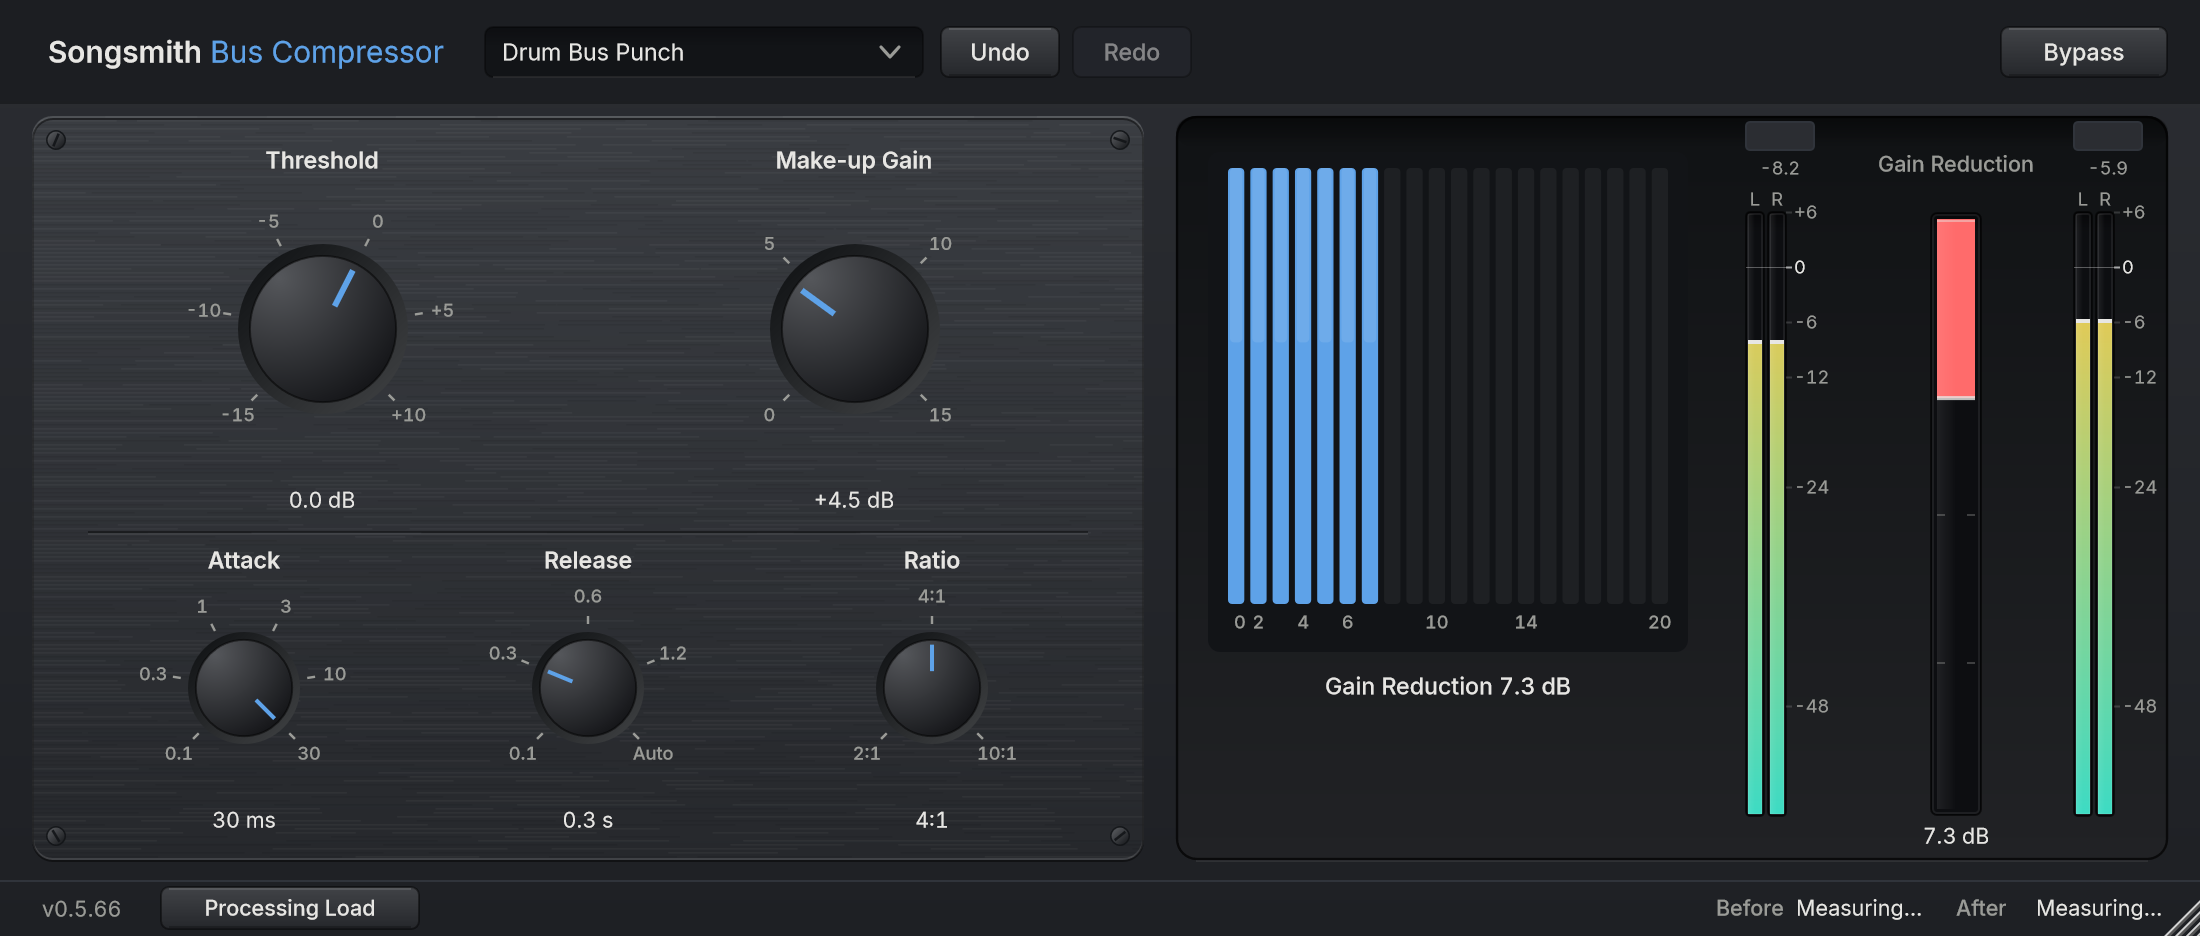 Songsmith Bus Compressor
Drum Bus Punch
Undo
Redo
Bypass
Threshold
-5
0
-10
+5
-15
+10
0.0 dB
Make-up Gain
5
10
0
15
+4.5 dB
Attack
1
3
0.3
10
0.1
30
30 ms
Release
0.6
0.3
1.2
0.1
Auto
0.3 s
Ratio
4:1
2:1
10:1
4:1
0 2 4 6 10 14 20
Gain Reduction 7.3 dB
-8.2
L R
+6
0
-6
-12
-24
-48
Gain Reduction
7.3 dB
-5.9
L R
+6
0
-6
-12
-24
-48
v0.5.66
Processing Load
Before Measuring... After Measuring...